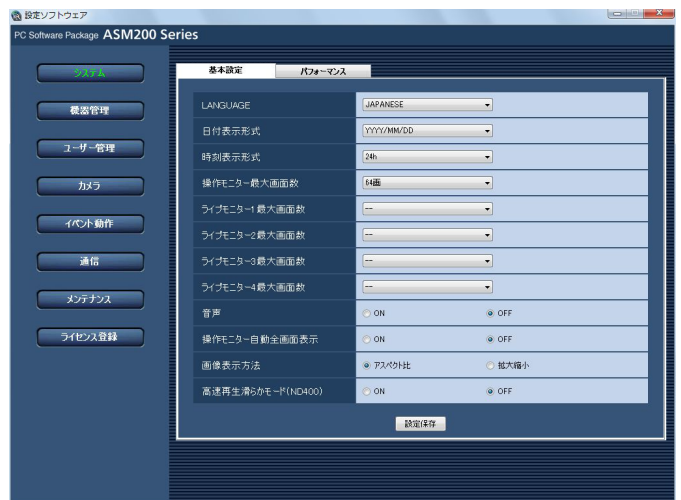 設定ソフトウェア
PC Software Package ASM200 Series
システム
機器管理
ユーザー管理
カメラ
イベント動作
通信
メンテナンス
ライセンス登録
基本設定 パフォーマンス
LANGUAGE JAPANESE
日付表示形式 YYYY/MM/DD
時刻表示形式 24h
操作モニター最大画面数 64画
ライブモニター1最大画面数 --
ライブモニター2最大画面数 --
ライブモニター3最大画面数 --
ライブモニター4最大画面数 --
音声 ON OFF
操作モニター自動全画面表示 ON OFF
画像表示方法 アスペクト比 拡大縮小
高速再生滑らかモード(ND400) ON OFF
設定保存